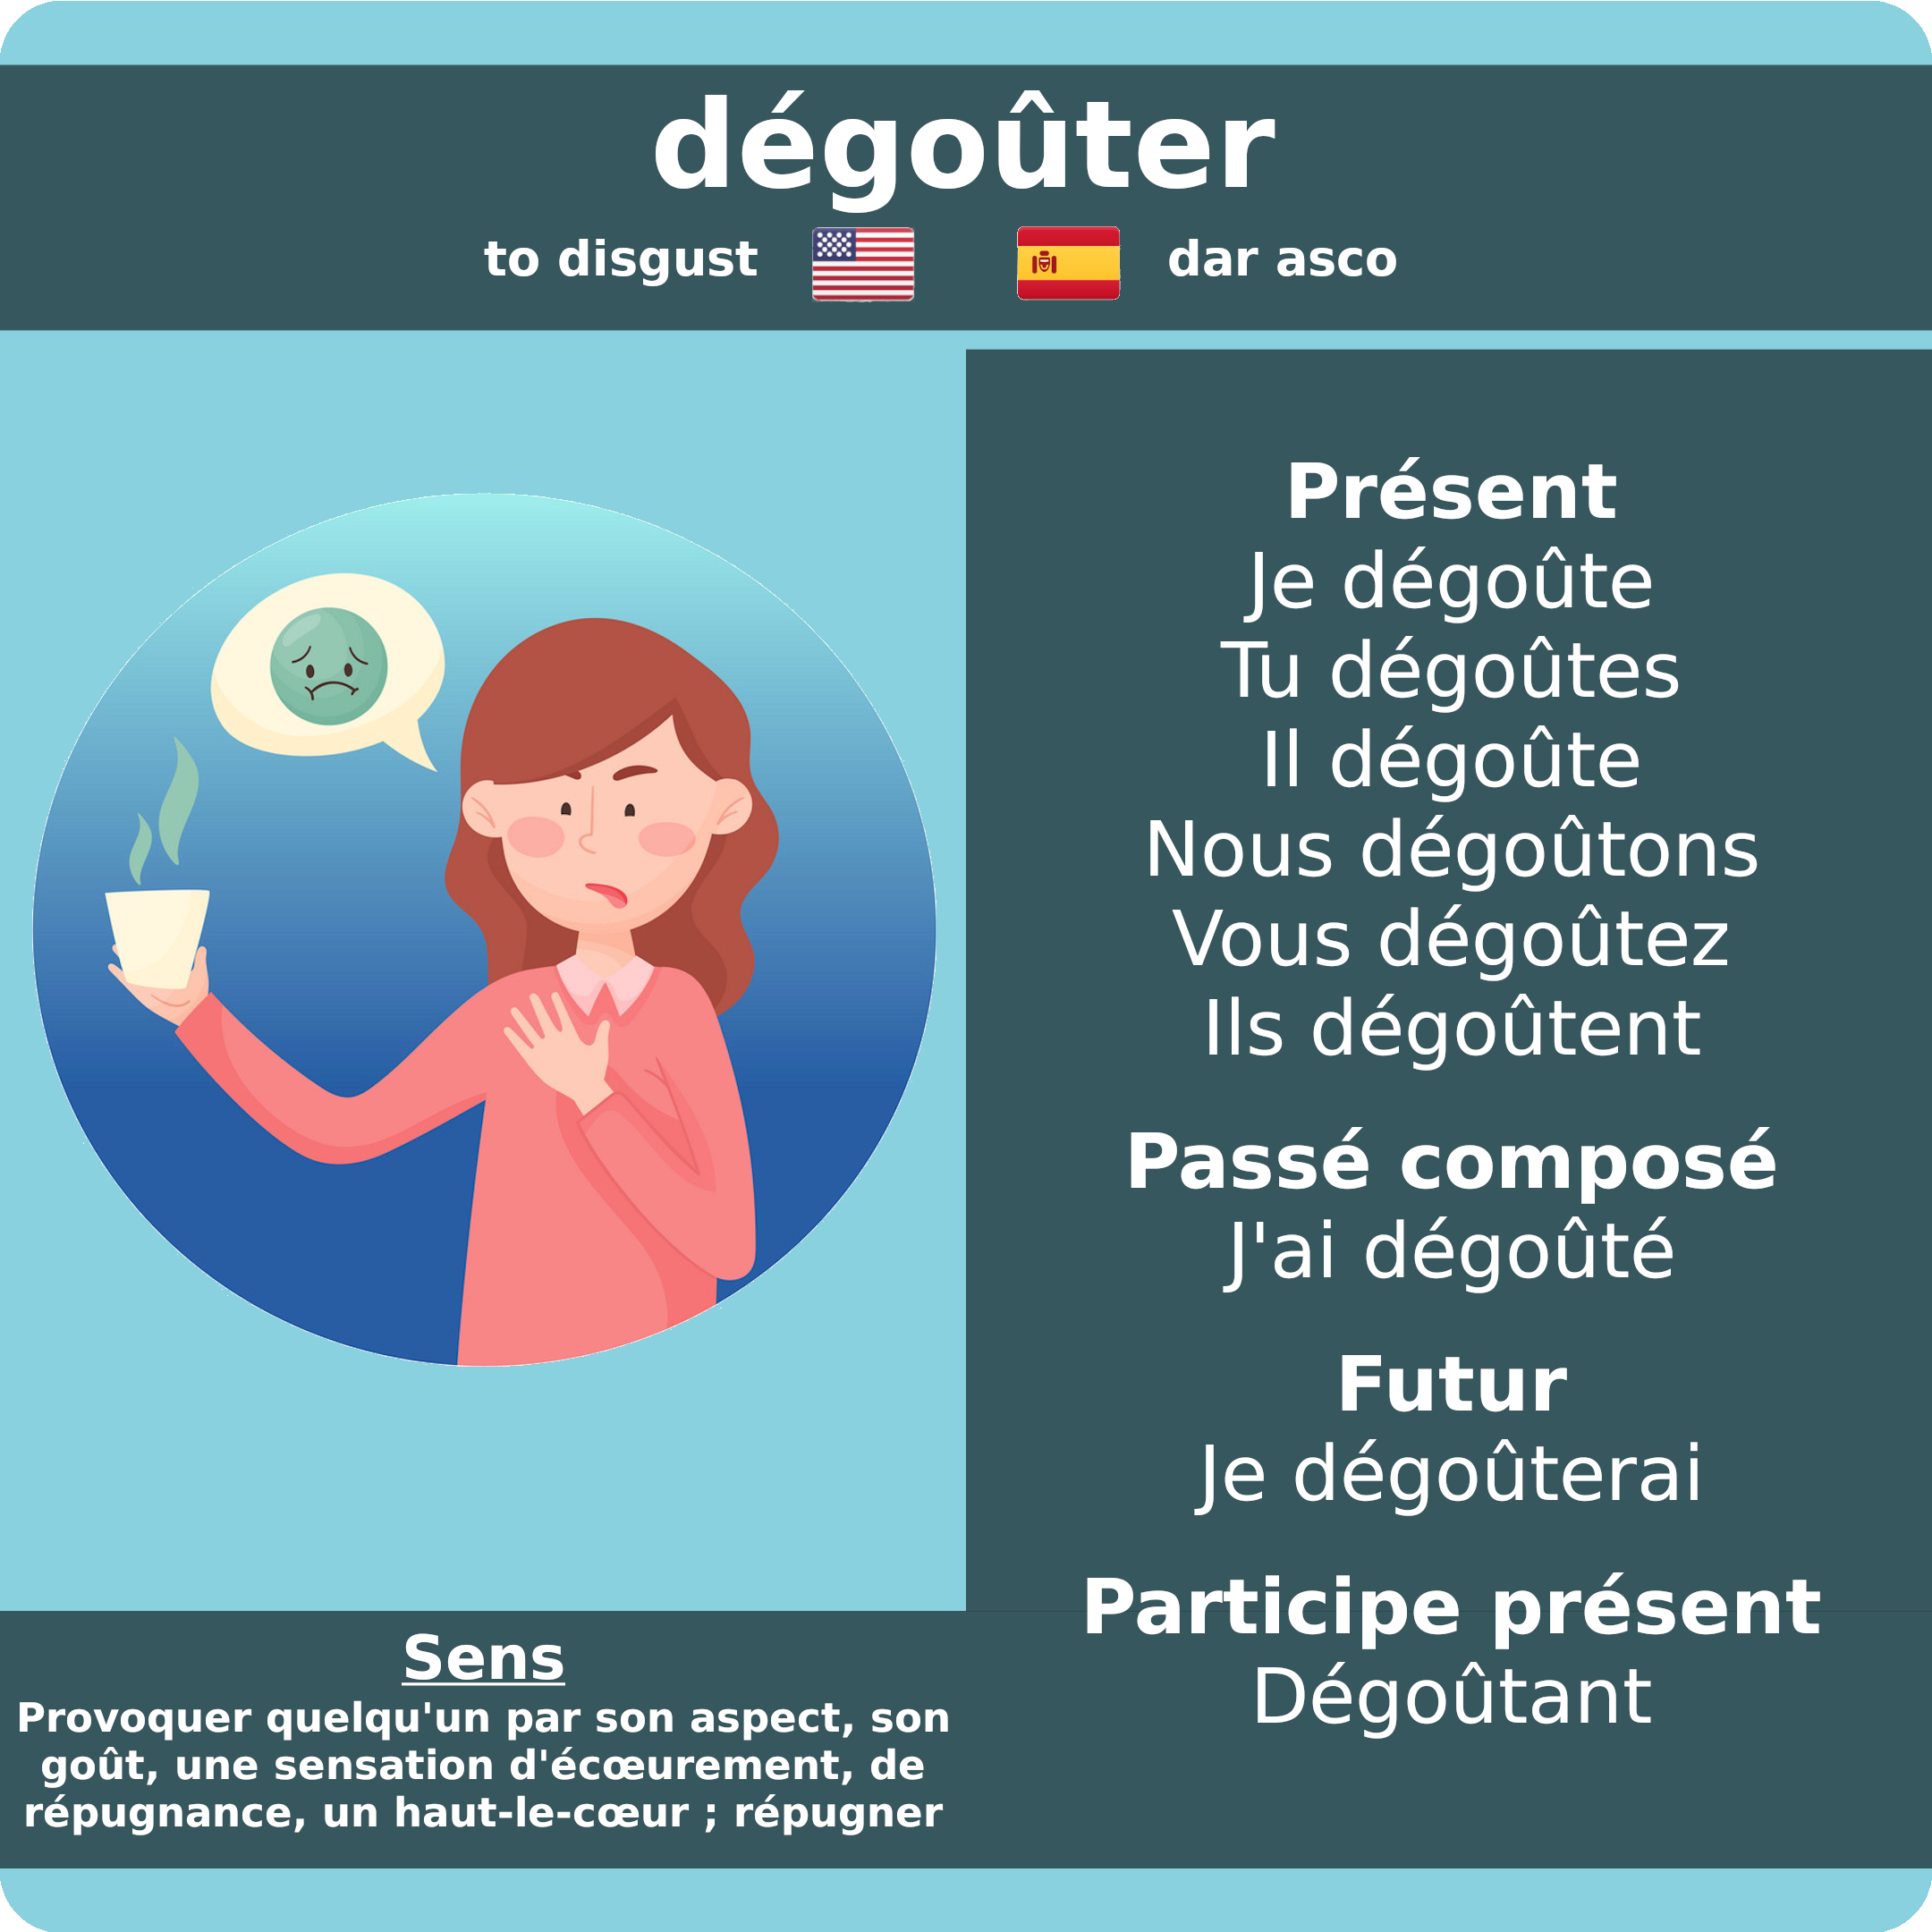 dégoûter
to disgust dar asco
Présent
Je dégoûte
Tu dégoûtes
Il dégoûte
Nous dégoûtons
Vous dégoûtez
Ils dégoûtent
Passé composé
J'ai dégoûté
Futur
Je dégoûterai
Participe présent
Dégoûtant
Sens
Provoquer quelqu'un par son aspect, son
goût, une sensation d'écœurement, de
répugnance, un haut-le-cœur ; répugner